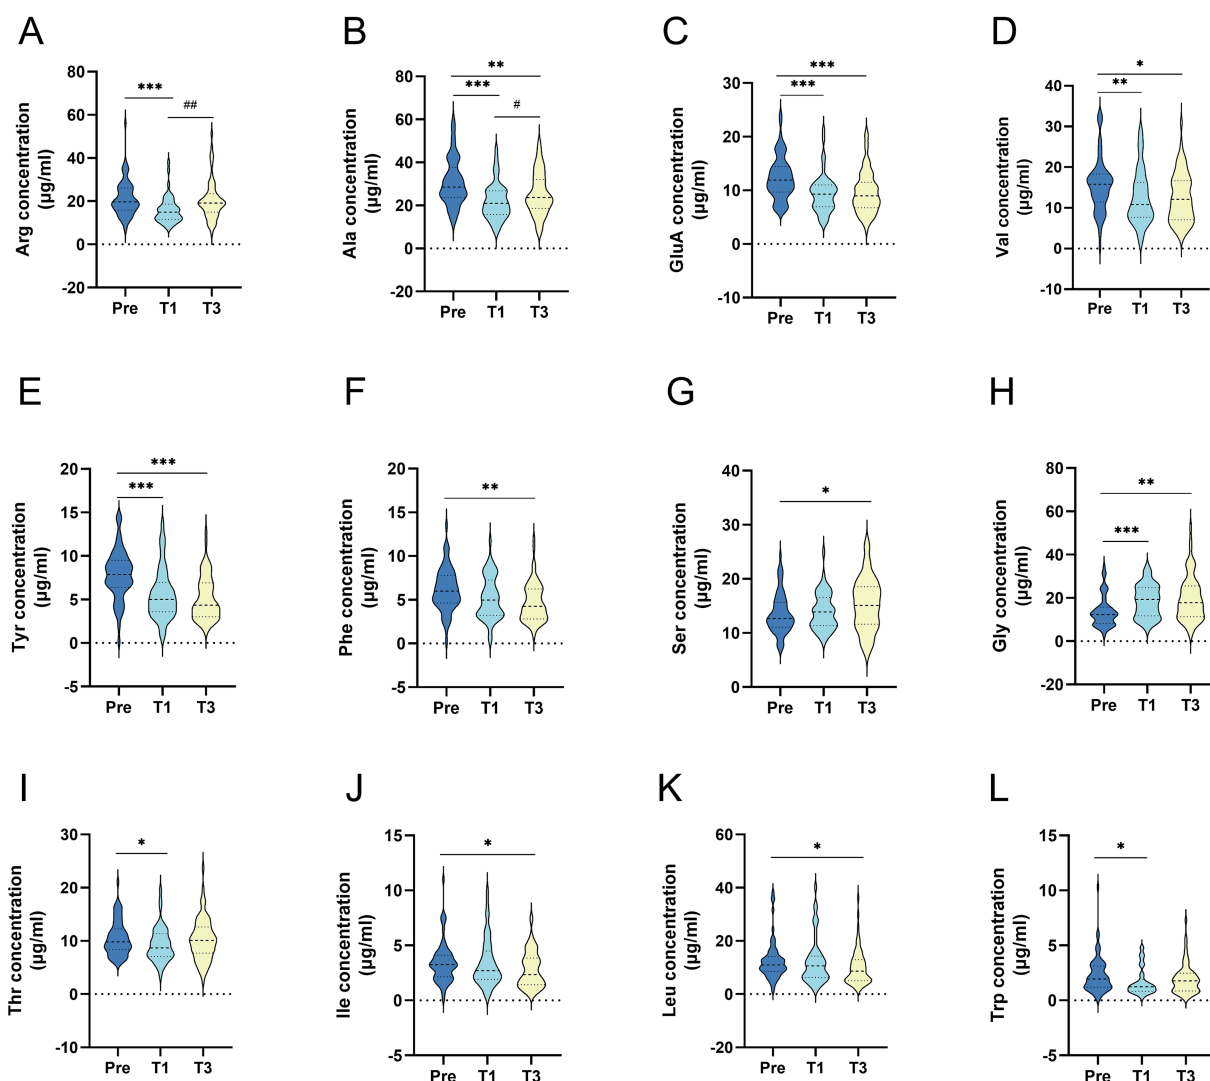 A
B
C
D
Arg concentration
(µg/ml)
80
60
40
20
0
-20
***
##
Pre T1 T3
Ala concentration
(µg/ml)
80
60
40
20
0
-20
**
***
#
Pre T1 T3
GluA concentration
(µg/ml)
30
20
10
0
-10
***
***
Pre T1 T3
Val concentration
(µg/ml)
40
30
20
10
0
-10
*
**
Pre T1 T3
E
F
G
H
Tyr concentration
(µg/ml)
20
15
10
5
0
-5
***
***
Pre T1 T3
Phe concentration
(µg/ml)
20
15
10
5
0
-5
**
Pre T1 T3
Ser concentration
(µg/ml)
40
30
20
10
0
*
Pre T1 T3
Gly concentration
(µg/ml)
80
60
40
20
0
-20
**
***
Pre T1 T3
I
J
K
L
Thr concentration
(µg/ml)
30
20
10
0
-10
*
Pre T1 T3
Ile concentration
(µg/ml)
15
10
5
0
-5
*
Pre T1 T3
Leu concentration
(µg/ml)
60
40
20
0
-20
*
Pre T1 T3
Trp concentration
(µg/ml)
15
10
5
0
-5
*
Pre T1 T3